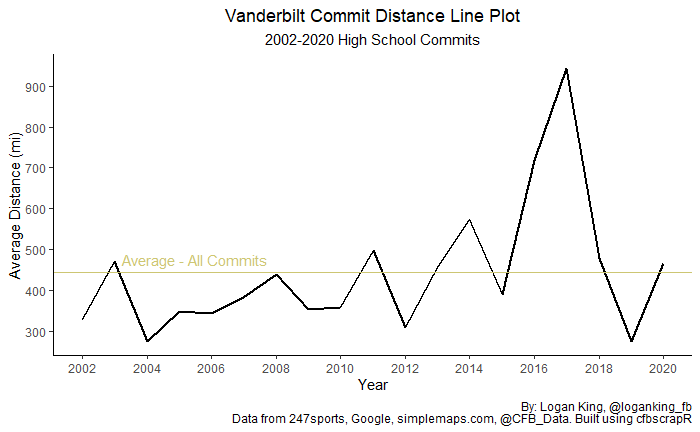 Vanderbilt Commit Distance Line Plot
2002-2020 High School Commits
Average Distance (mi)
900
800
700
600
500
400
300
Average - All Commits
2002 2004 2006 2008 2010 2012 2014 2016 2018 2020
Year
By: Logan King, @loganking_fb
Data from 247sports, Google, simplemaps.com, @CFB_Data. Built using cfbscrapR